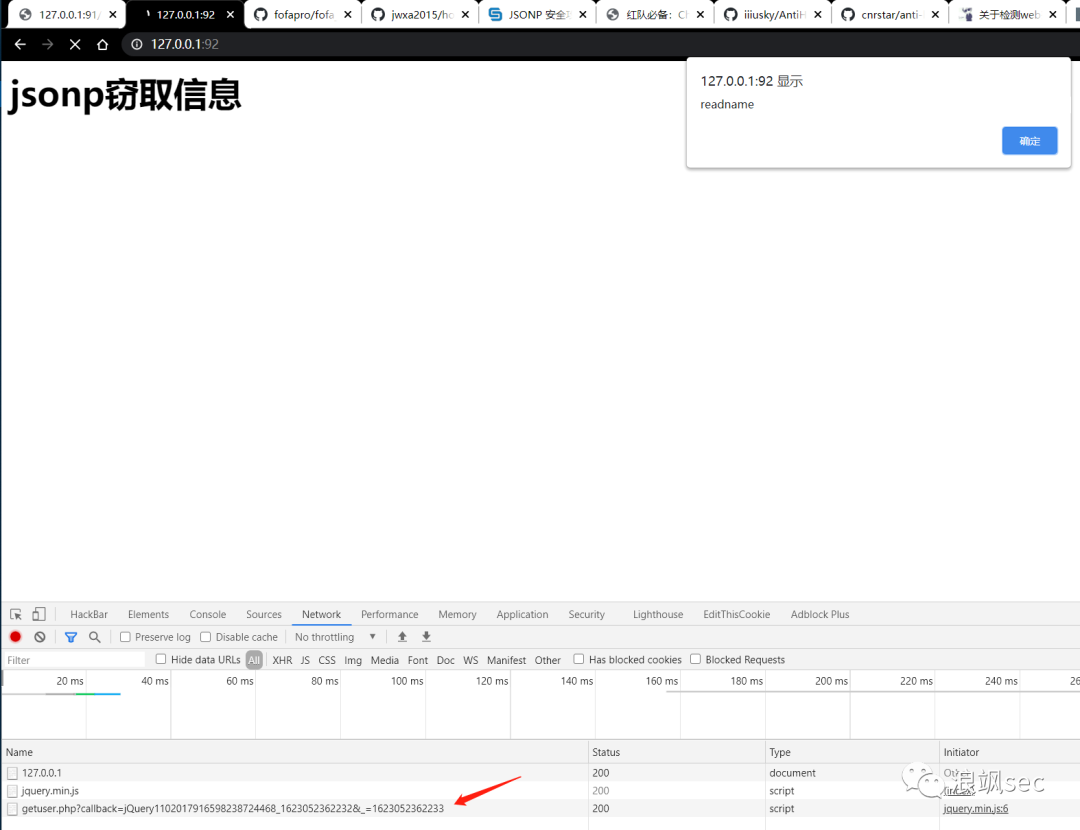 127.0.0.1:91/
127.0.0.1:92
fofapro/fofa
jwxa2015/ho
JSONP 安全
红队必备：Ch
iiiusky/AntiH
cnrstar/anti-
关于检测web
127.0.0.1:92
jsonp窃取信息
127.0.0.1:92 显示
readname
确定
HackBar Elements Console Sources Network Performance Memory Application Security Lighthouse EditThisCookie Adblock Plus
Preserve log Disable cache No throttling
Filter Hide data URLs All XHR JS CSS Img Media Font Doc WS Manifest Other Has blocked cookies Blocked Requests
20 ms 40 ms 60 ms 80 ms 100 ms 120 ms 140 ms 160 ms 180 ms 200 ms 220 ms 240 ms 26
Name Status Type Initiator
127.0.0.1 200 document
jquery.min.js 200 script (index)
getuser.php?callback=jQuery1102017916598238724468_1623052362232&_=1623052362233 200 script jquery.min.js:6
浪飒sec